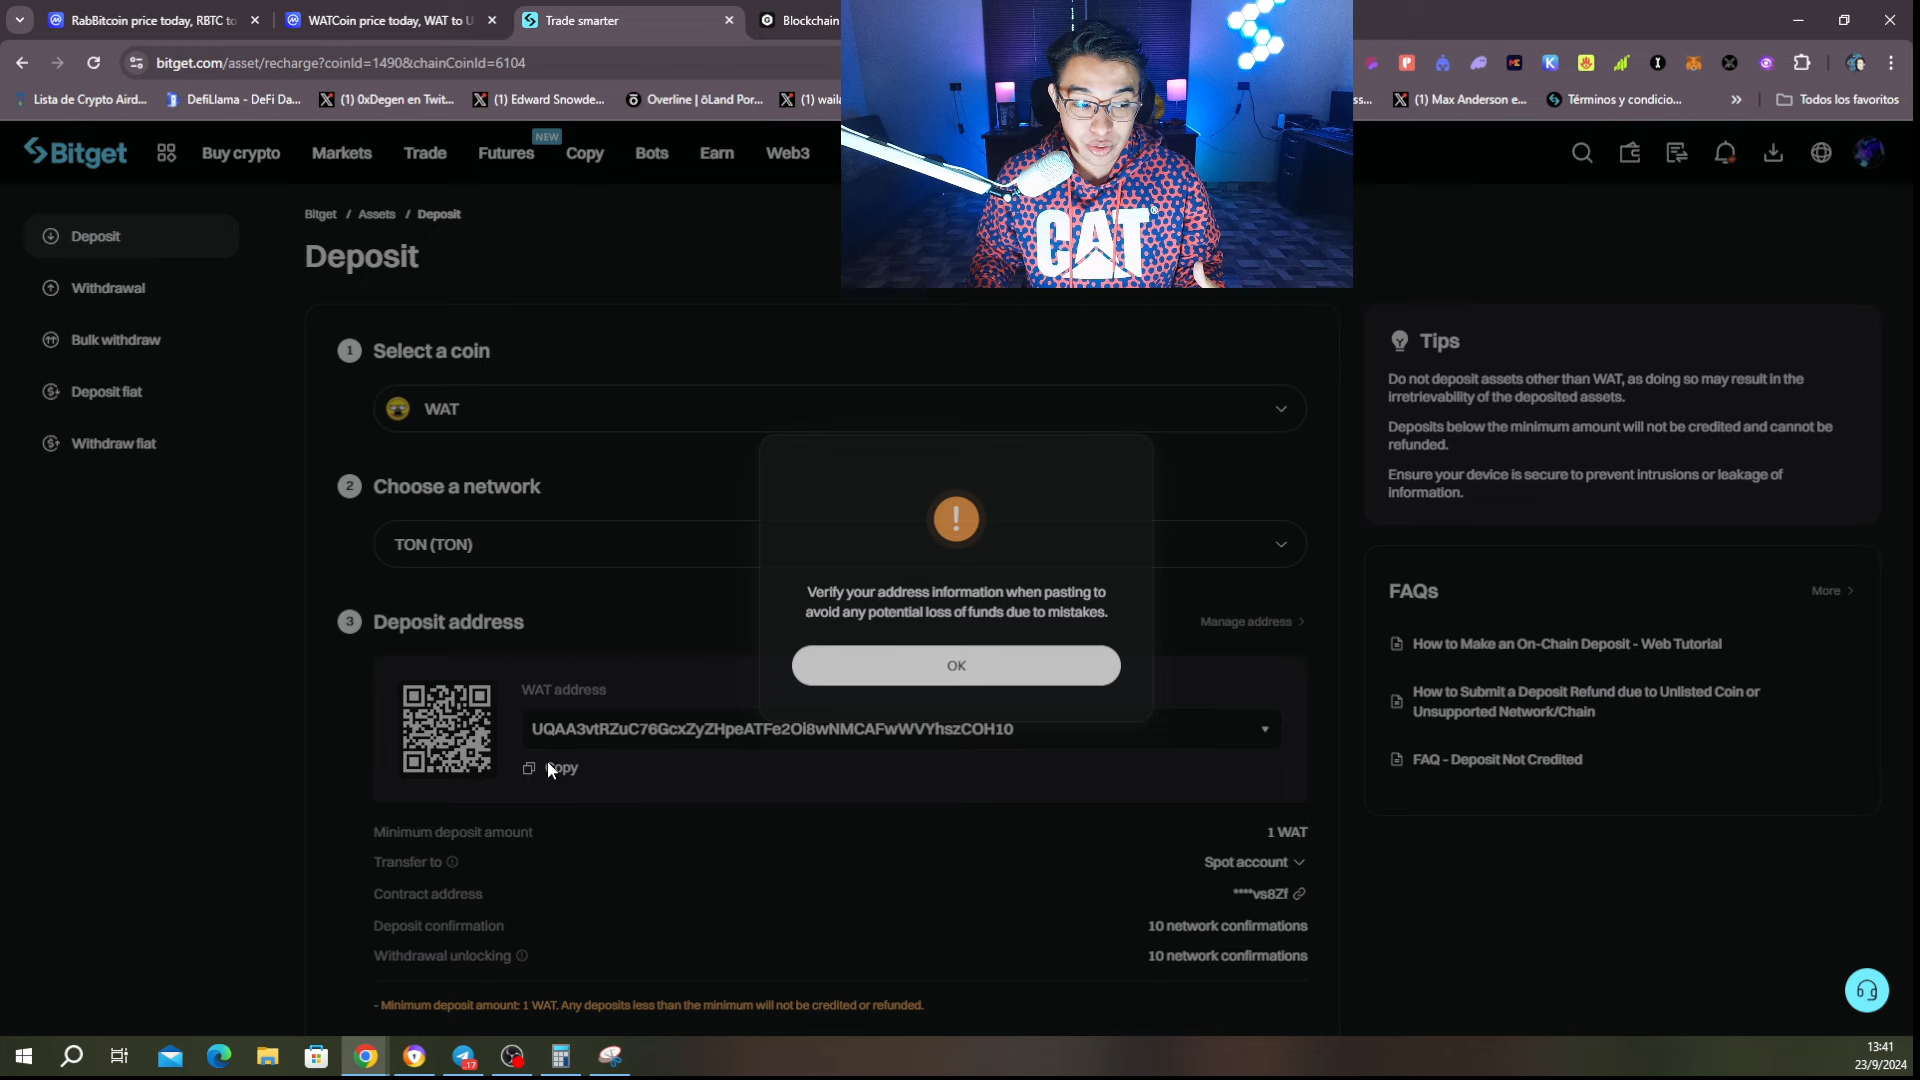 RabBitcoin price today, RBTC to
WATCoin price today, WAT to U
Trade smarter
Blockchain
bitget.com/asset/recharge?coinId=1490&chainCoinId=6104
Lista de Crypto Aird...
DefiLlama - DeFi Da...
(1) 0xDegen en Twit...
(1) Edward Snowde...
Overline | ōLand Por...
(1) waila
ss...
(1) Max Anderson e...
Términos y condicio...
»
Todos los favoritos
Bitget
Buy crypto
Markets
Trade
Futures
NEW
Copy
Bots
Earn
Web3
CAT®
Deposit
Withdrawal
Bulk withdraw
Deposit fiat
Withdraw fiat
Bitget / Assets / Deposit
Deposit
1 Select a coin
WAT
2 Choose a network
TON (TON)
3 Deposit address
Manage address >
WAT address
UQAA3vtRZuC76GcxZyZHpeATFe2Oi8wNMCAFwWVYhszCOH10
Copy
Minimum deposit amount
1 WAT
Transfer to
Spot account
Contract address
****vs8Zf
Deposit confirmation
10 network confirmations
Withdrawal unlocking
10 network confirmations
- Minimum deposit amount: 1 WAT. Any deposits less than the minimum will not be credited or refunded.
!
Verify your address information when pasting to
avoid any potential loss of funds due to mistakes.
OK
Tips
Do not deposit assets other than WAT, as doing so may result in the
irretrievability of the deposited assets.
Deposits below the minimum amount will not be credited and cannot be
refunded.
Ensure your device is secure to prevent intrusions or leakage of
information.
FAQs
More >
How to Make an On-Chain Deposit - Web Tutorial
How to Submit a Deposit Refund due to Unlisted Coin or
Unsupported Network/Chain
FAQ - Deposit Not Credited
17
13:41
23/9/2024